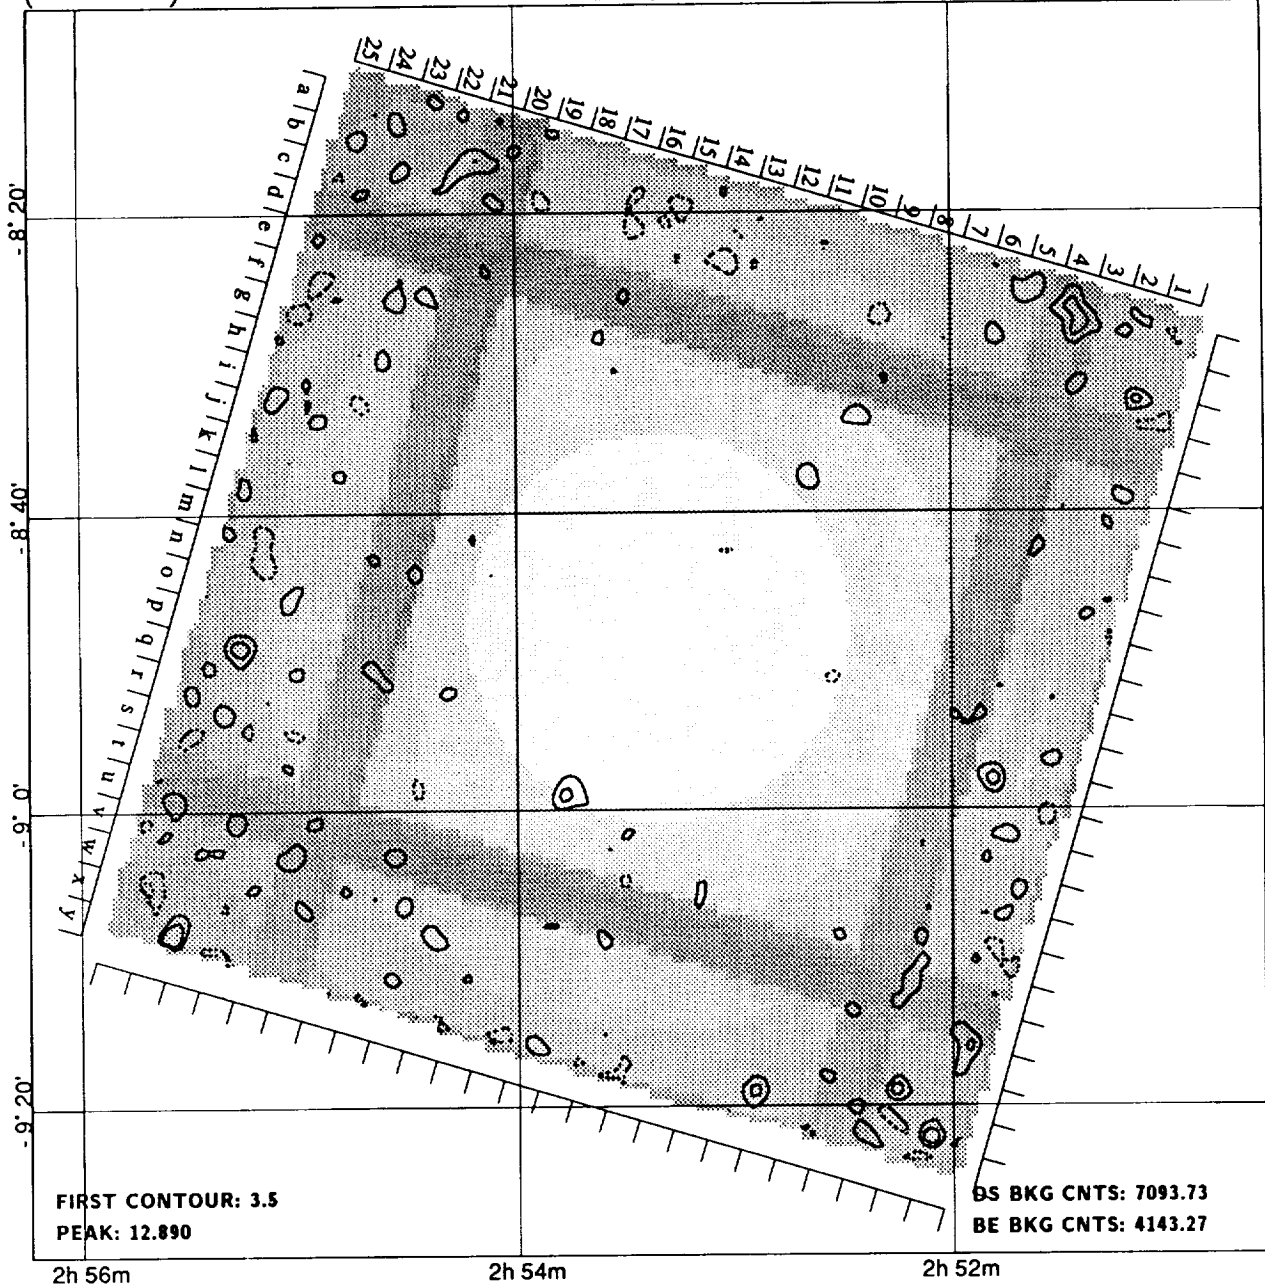 25 24 23 22 21 20 19 18 17 16 15 14 13 12 11 10 9 8 7 6 5 4 3 2 1
a b c d e f g h i j k l m n o p q r s t u v w x y
-8° 20'
-8° 40'
-9° 0'
-9° 20'
FIRST CONTOUR: 3.5
PEAK: 12.890
DS BKG CNTS: 7093.73
BE BKG CNTS: 4143.27
2h 56m 2h 54m 2h 52m